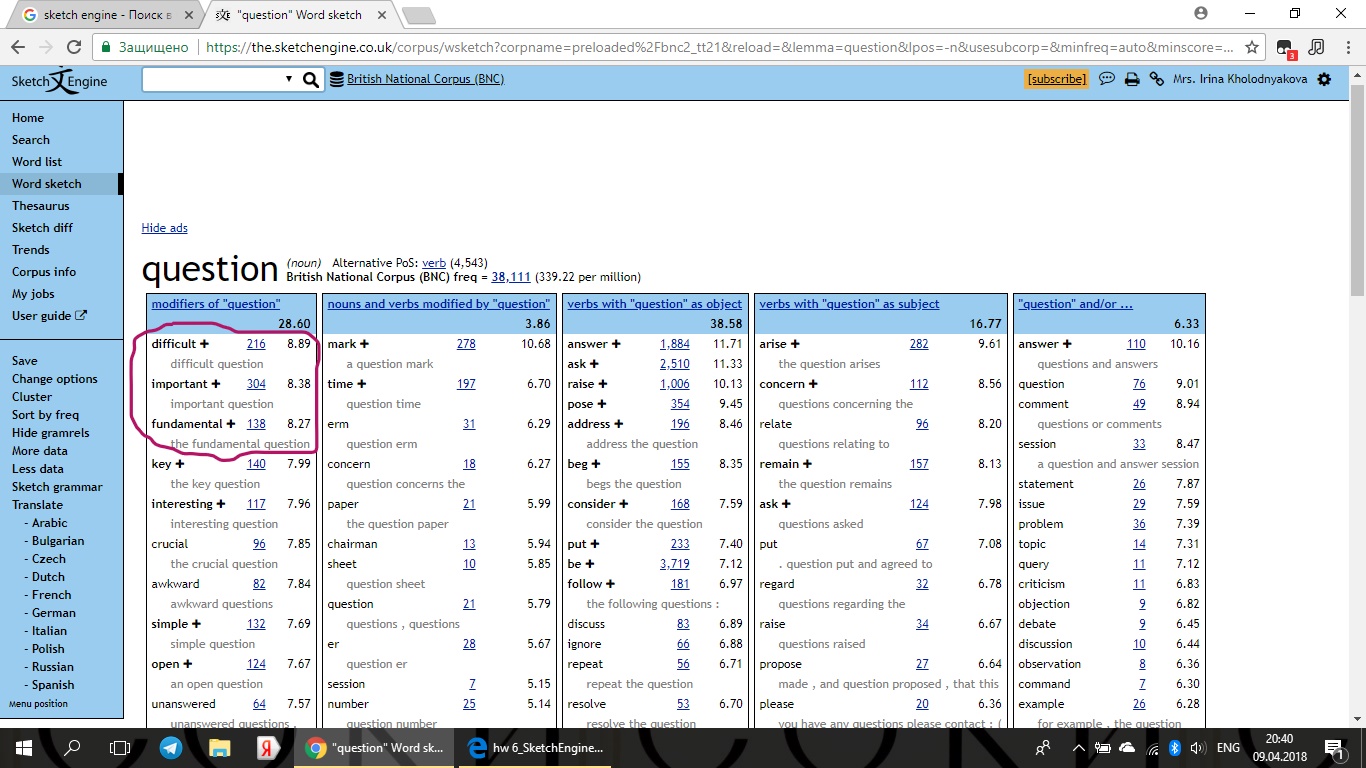 sketch engine - Поиск в
"question" Word sketch
Защищено
https://the.sketchengine.co.uk/corpus/wsketch?corpname=preloaded%2Fbnc2_tt21&reload=&lemma=question&lpos=-n&usesubcorp=&minfreq=auto&minscore=...
3
Sketch Engine
British National Corpus (BNC)
[subscribe]
Mrs. Irina Kholodnyakova
Home
Search
Word list
Word sketch
Thesaurus
Sketch diff
Trends
Corpus info
My jobs
User guide
Save
Change options
Cluster
Sort by freq
Hide gramrels
More data
Less data
Sketch grammar
Translate
- Arabic
- Bulgarian
- Czech
- Dutch
- French
- German
- Italian
- Polish
- Russian
- Spanish
Menu position
Hide ads
question (noun) Alternative PoS: verb (4,543)
British National Corpus (BNC) freq = 38,111 (339.22 per million)
modifiers of "question"
28.60
difficult + 216 8.89
difficult question
important + 304 8.38
important question
fundamental + 138 8.27
the fundamental question
key + 140 7.99
the key question
interesting + 117 7.96
interesting question
crucial 96 7.85
the crucial question
awkward 82 7.84
awkward questions
simple + 132 7.69
simple question
open + 124 7.67
an open question
unanswered 64 7.57
unanswered questions ,
nouns and verbs modified by "question"
3.86
mark + 278 10.68
a question mark
time + 197 6.70
question time
erm 31 6.29
question erm
concern 18 6.27
question concerns the
paper 21 5.99
the question paper
chairman 13 5.94
sheet 10 5.85
question sheet
question 21 5.79
questions , questions
er 28 5.67
question er
session 7 5.15
number 25 5.14
question number
verbs with "question" as object
38.58
answer + 1,884 11.71
ask + 2,510 11.33
raise + 1,006 10.13
pose + 354 9.45
address + 196 8.46
address the question
beg + 155 8.35
begs the question
consider + 168 7.59
consider the question
put + 233 7.40
be + 3,719 7.12
follow + 181 6.97
the following questions :
discuss 83 6.89
ignore 66 6.88
repeat 56 6.71
repeat the question
resolve 53 6.70
resolve the question
verbs with "question" as subject
16.77
arise + 282 9.61
the question arises
concern + 112 8.56
questions concerning the
relate 96 8.20
questions relating to
remain + 157 8.13
the question remains
ask + 124 7.98
questions asked
put 67 7.08
. question put and agreed to
regard 32 6.78
questions regarding the
raise 34 6.67
questions raised
propose 27 6.64
made , and question proposed , that this
please 20 6.36
you have any questions please contact : (
"question" and/or ...
6.33
answer + 110 10.16
questions and answers
question 76 9.01
comment 49 8.94
questions or comments
session 33 8.47
a question and answer session
statement 26 7.87
issue 29 7.59
problem 36 7.39
topic 14 7.31
query 11 7.12
criticism 11 6.83
objection 9 6.82
debate 9 6.45
discussion 10 6.44
observation 8 6.36
command 7 6.30
example 26 6.28
for example , the question
"question" Word sk...
hw 6_SketchEngine...
ENG
20:40
09.04.2018
1